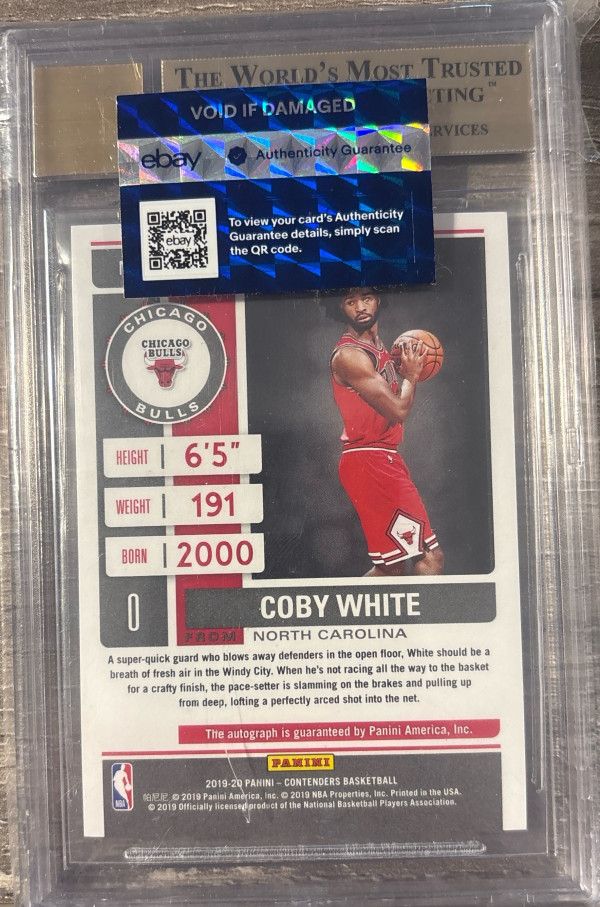 THE WORLD'S MOST TRUSTED
TING™
ERVICES
VOID IF DAMAGED
ebay Authenticity Guarantee
ebay
To view your card's Authenticity
Guarantee details, simply scan
the QR code.
CHICAGO
CHICAGO
BULLS
BULLS
HEIGHT | 6'5"
WEIGHT | 191
BORN | 2000
0
COBY WHITE
FROM NORTH CAROLINA
A super-quick guard who blows away defenders in the open floor, White should be a
breath of fresh air in the Windy City. When he's not racing all the way to the basket
for a crafty finish, the pace-setter is slamming on the brakes and pulling up
from deep, lofting a perfectly arced shot into the net.
The autograph is guaranteed by Panini America, Inc.
PANINI
NBA
2019-20 PANINI – CONTENDERS BASKETBALL
帕尼尼 © 2019 Panini America, Inc. © 2019 NBA Properties, Inc. Printed in the USA.
© 2019 Officially licensed product of the National Basketball Players Association.